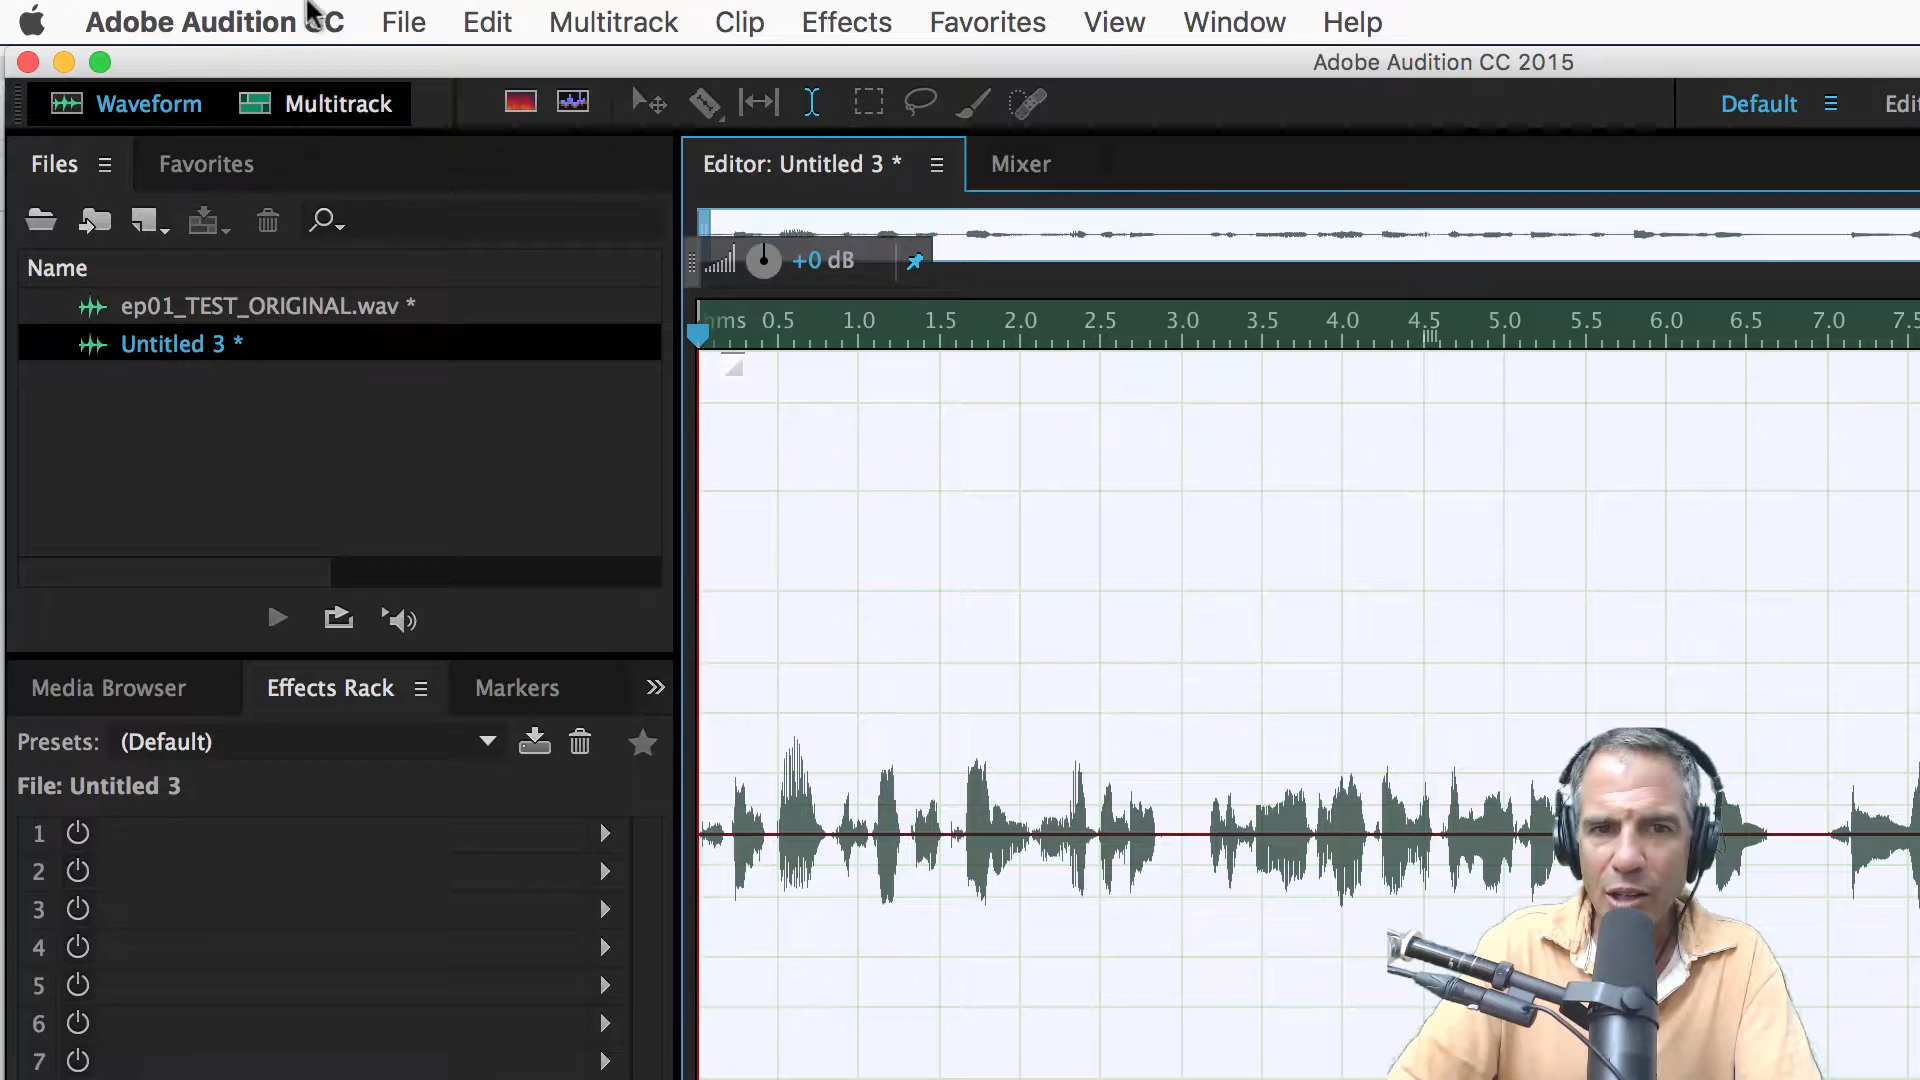 Adobe Audition CC File Edit Multitrack Clip Effects Favorites View Window Help
Adobe Audition CC 2015
Waveform Multitrack Default
Files Favorites Editor: Untitled 3 * Mixer
+0 dB
Name
ep01_TEST_ORIGINAL.wav *
Untitled 3 *
hms 0.5 1.0 1.5 2.0 2.5 3.0 3.5 4.0 4.5 5.0 5.5 6.0 6.5 7.0
Media Browser Effects Rack Markers
Presets: (Default)
File: Untitled 3
1
2
3
4
5
6
7